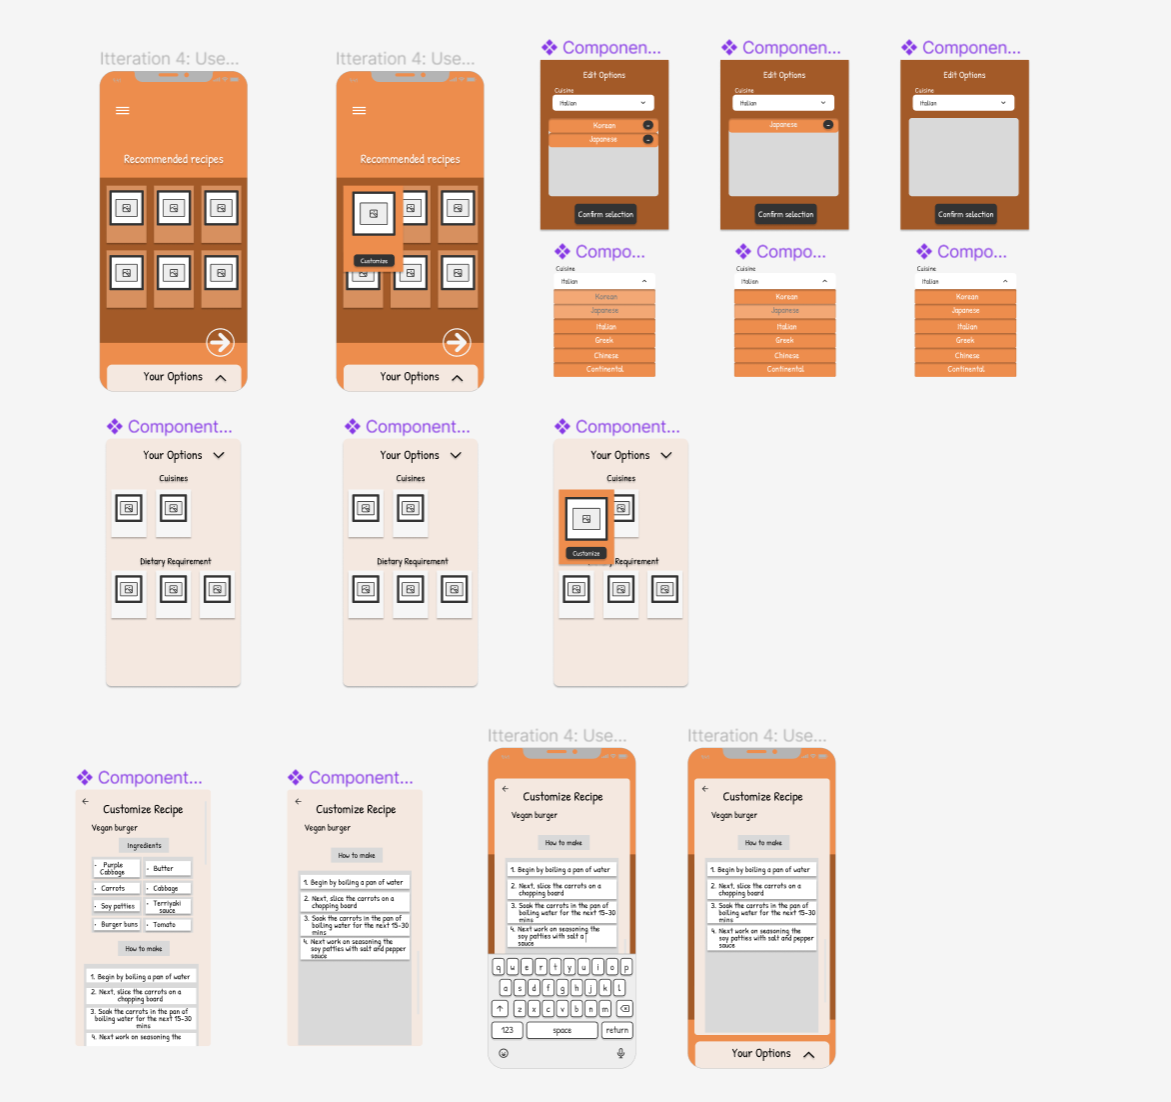 Itteration 4: Use...
Itteration 4: Use...
Componen...
Componen...
Componen...
Recommended recipes
Your Options
Recommended recipes
Customize
Your Options
Edit Options
Cuisine
Italian
Korean
Japanese
Confirm selection
Edit Options
Cuisine
Italian
Japanese
Confirm selection
Edit Options
Cuisine
Italian
Confirm selection
Compo...
Cuisine
Italian
Korean
Japanese
Italian
Greek
Chinese
Continental
Compo...
Cuisine
Italian
Korean
Japanese
Italian
Greek
Chinese
Continental
Compo...
Cuisine
Italian
Korean
Japanese
Italian
Greek
Chinese
Continental
Component...
Your Options
Cuisines
Dietary Requirement
Component...
Your Options
Cuisines
Dietary Requirement
Component...
Your Options
Cuisines
Customize
ry Requirement
Component...
Customize Recipe
Vegan burger
Ingredients
- Purple
Cabbage
- Butter
- Carrots
- Cabbage
- Soy patties
- Terriyaki
sauce
- Burger buns
- Tomato
How to make
1. Begin by boiling a pan of water
2. Next, slice the carrots on a
chopping board
3. Soak the carrots in the pan of
boiling water for the next 15-30
mins
4. Next work on seasoning the
Component...
Customize Recipe
Vegan burger
How to make
1. Begin by boiling a pan of water
2. Next, slice the carrots on a
chopping board
3. Soak the carrots in the pan of
boiling water for the next 15-30
mins
4. Next work on seasoning the
soy patties with salt and pepper
sauce
Itteration 4: Use...
Customize Recipe
Vegan burger
How to make
1. Begin by boiling a pan of water
2. Next, slice the carrots on a
chopping board
3. Soak the carrots in the pan of
boiling water for the next 15-30
mins
4. Next work on seasoning the
soy patties with salt a|
sauce
q w e r t y u i o p
a s d f g h j k l
z x c v b n m
123 space return
Itteration 4: Use...
Customize Recipe
Vegan burger
How to make
1. Begin by boiling a pan of water
2. Next, slice the carrots on a
chopping board
3. Soak the carrots in the pan of
boiling water for the next 15-30
mins
4. Next work on seasoning the
soy patties with salt and pepper
sauce
Your Options